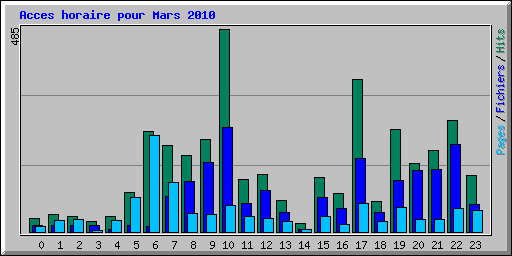 Acces horaire pour Mars 2010
485
Pages / Fichiers / Hits
0 1 2 3 4 5 6 7 8 9 10 11 12 13 14 15 16 17 18 19 20 21 22 23